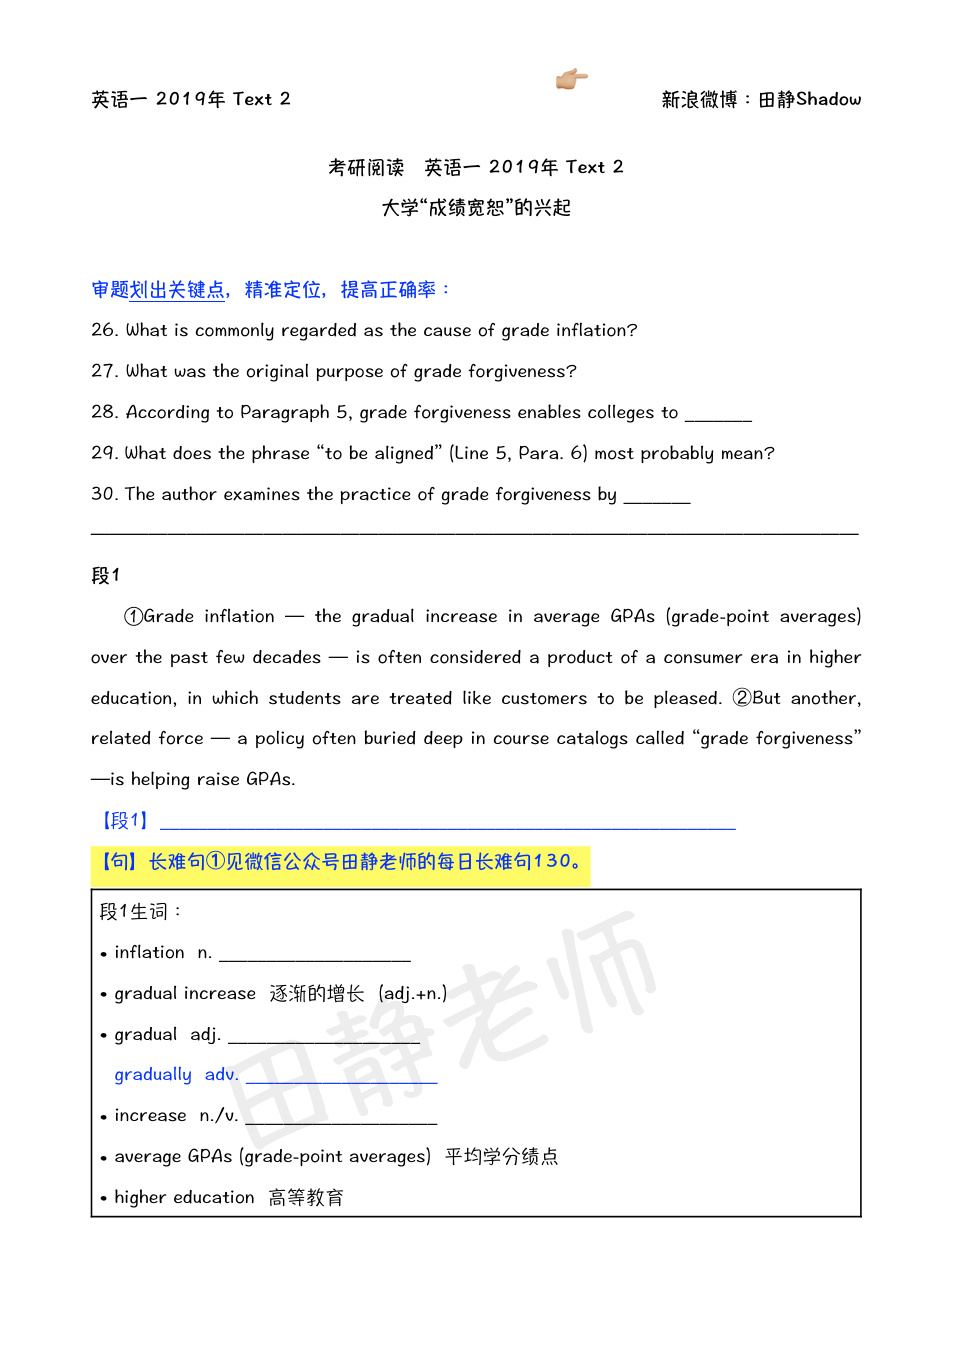 英语一 2019年 Text 2 新浪微博：田静Shadow
考研阅读 英语一 2019年 Text 2
大学“成绩宽恕”的兴起
审题划出关键点，精准定位，提高正确率：
26. What is commonly regarded as the cause of grade inflation?
27. What was the original purpose of grade forgiveness?
28. According to Paragraph 5, grade forgiveness enables colleges to _______
29. What does the phrase “to be aligned” (Line 5, Para. 6) most probably mean?
30. The author examines the practice of grade forgiveness by _______
段1
①Grade inflation — the gradual increase in average GPAs (grade-point averages)
over the past few decades — is often considered a product of a consumer era in higher
education, in which students are treated like customers to be pleased. ②But another,
related force — a policy often buried deep in course catalogs called “grade forgiveness”
—is helping raise GPAs.
【段1】____________________________________________________________
【句】长难句①见微信公众号田静老师的每日长难句130。
段1生词：
• inflation n. ____________________
• gradual increase 逐渐的增长 (adj.+n.)
• gradual adj. ____________________
gradually adv. ____________________
• increase n./v. ____________________
• average GPAs (grade-point averages) 平均学分绩点
• higher education 高等教育
田静老师